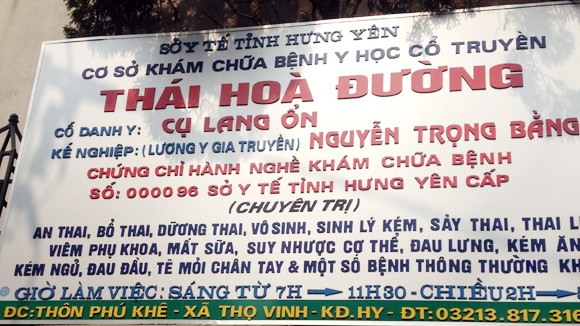 SỞ Y TẾ TỈNH HƯNG YÊN
CƠ SỞ KHÁM CHỮA BỆNH Y HỌC CỔ TRUYỀN
THÁI HOÀ ĐƯỜNG
CỐ DANH Y: CỤ LANG ỔN
KẾ NGHIỆP: (LƯƠNG Y GIA TRUYỀN) NGUYỄN TRỌNG BẰNG
CHỨNG CHỈ HÀNH NGHỀ KHÁM CHỮA BỆNH
SỐ: 000096 SỞ Y TẾ TỈNH HƯNG YÊN CẤP
(CHUYÊN TRỊ)
AN THAI, BỔ THAI, DƯỠNG THAI, VÔ SINH, SINH LÝ KÉM, SẢY THAI, THAI
VIÊM PHỤ KHOA, MẤT SỮA, SUY NHƯỢC CƠ THỂ, ĐAU LƯNG, KÉM ĂN
KÉM NGỦ, ĐAU ĐẦU, TÊ MỎI CHÂN TAY & MỘT SỐ BỆNH THÔNG THƯỜNG
GIỜ LÀM VIỆC: SÁNG TỪ 7H → 11H30 - CHIỀU 2H →
ĐC: THÔN PHÚ KHÊ - XÃ THỌ VINH - KĐ.HY - ĐT: 03213.817.316